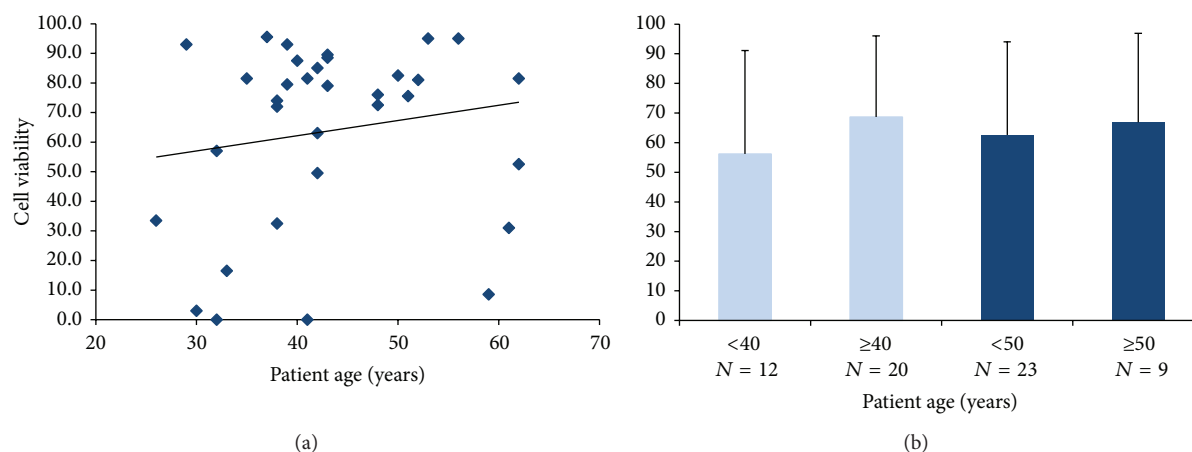 (a)
100.0
90.0
80.0
70.0
60.0
50.0
40.0
30.0
20.0
10.0
0.0
Cell viability
20 30 40 50 60 70
Patient age (years)
(b)
100
90
80
70
60
50
40
30
20
10
0
<40 ≥40 <50 ≥50
N = 12 N = 20 N = 23 N = 9
Patient age (years)
(a) (b)